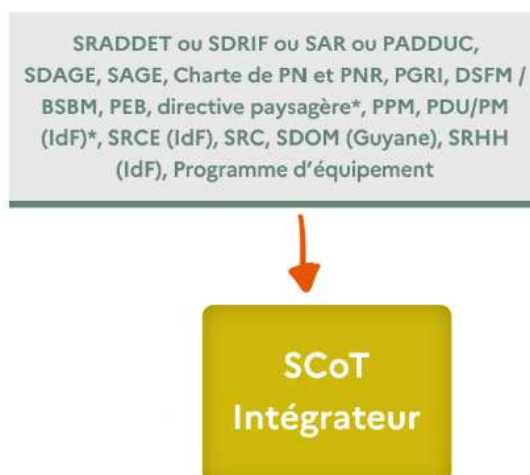 SRADDET ou SDRIF ou SAR ou PADDUC,
SDAGE, SAGE, Charte de PN et PNR, PGRI, DSFM /
BSBM, PEB, directive paysagère*, PPM, PDU/PM
(IdF)*, SRCE (IdF), SRC, SDOM (Guyane), SRHH
(IdF), Programme d'équipement
SCoT
Intégrateur